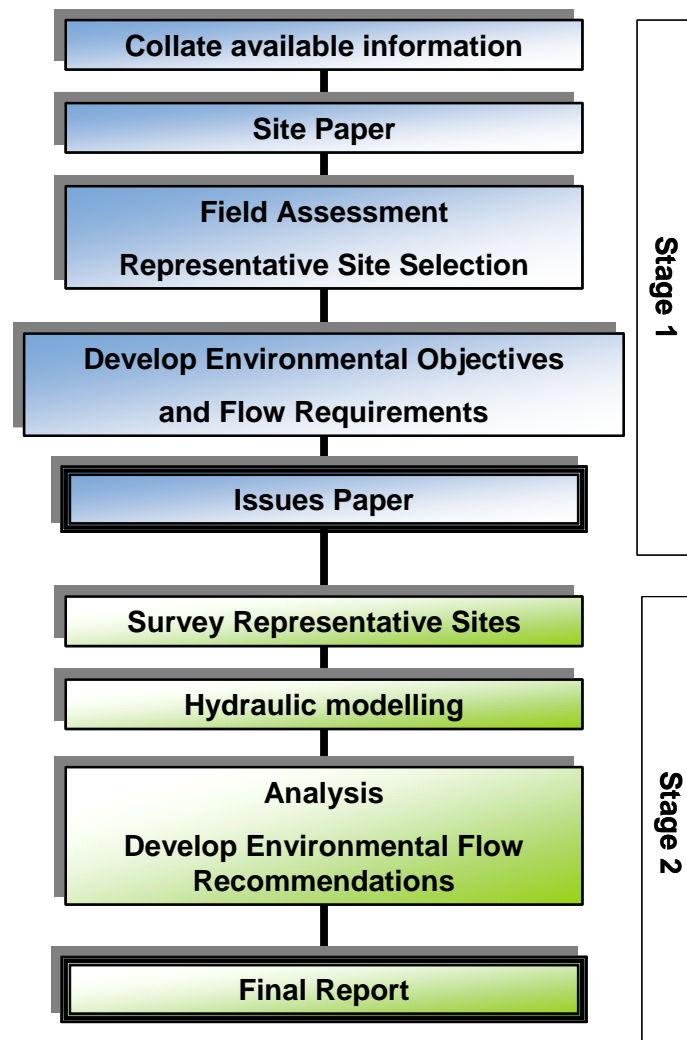 Collate available information
Site Paper
Field Assessment
Representative Site Selection
Develop Environmental Objectives
and Flow Requirements
Issues Paper
Stage 1
Survey Representative Sites
Hydraulic modelling
Analysis
Develop Environmental Flow
Recommendations
Final Report
Stage 2